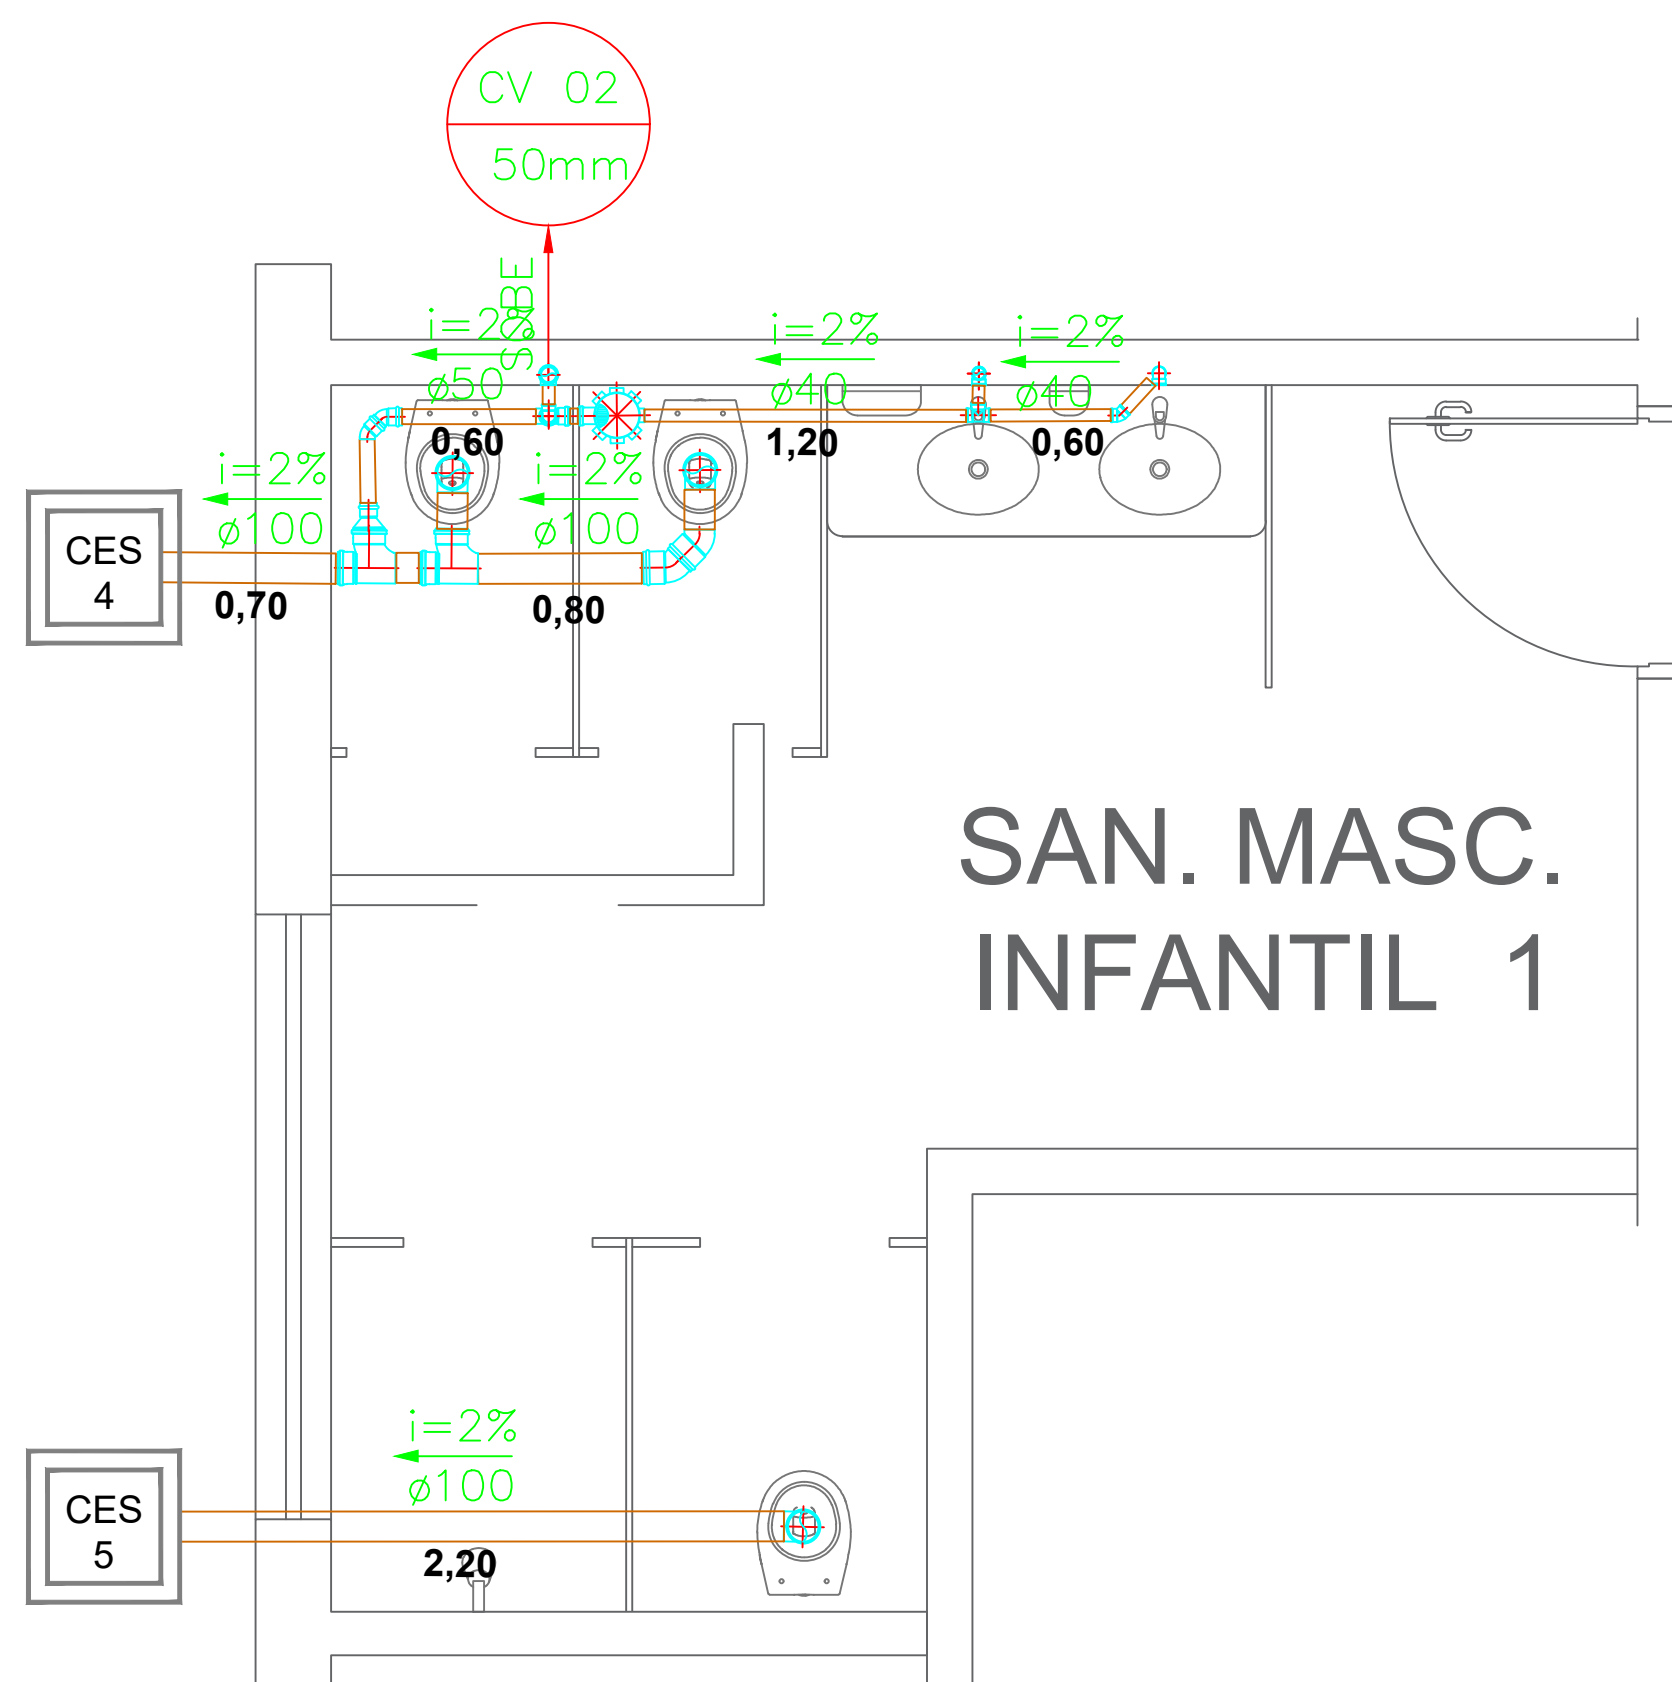 CV 02
50mm
SOBE
i=2%
ø50
i=2%
ø40
i=2%
ø40
0,60
1,20
0,60
i=2%
ø100
i=2%
ø100
CES
4
0,70
0,80
SAN. MASC.
INFANTIL 1
i=2%
ø100
CES
5
2,20